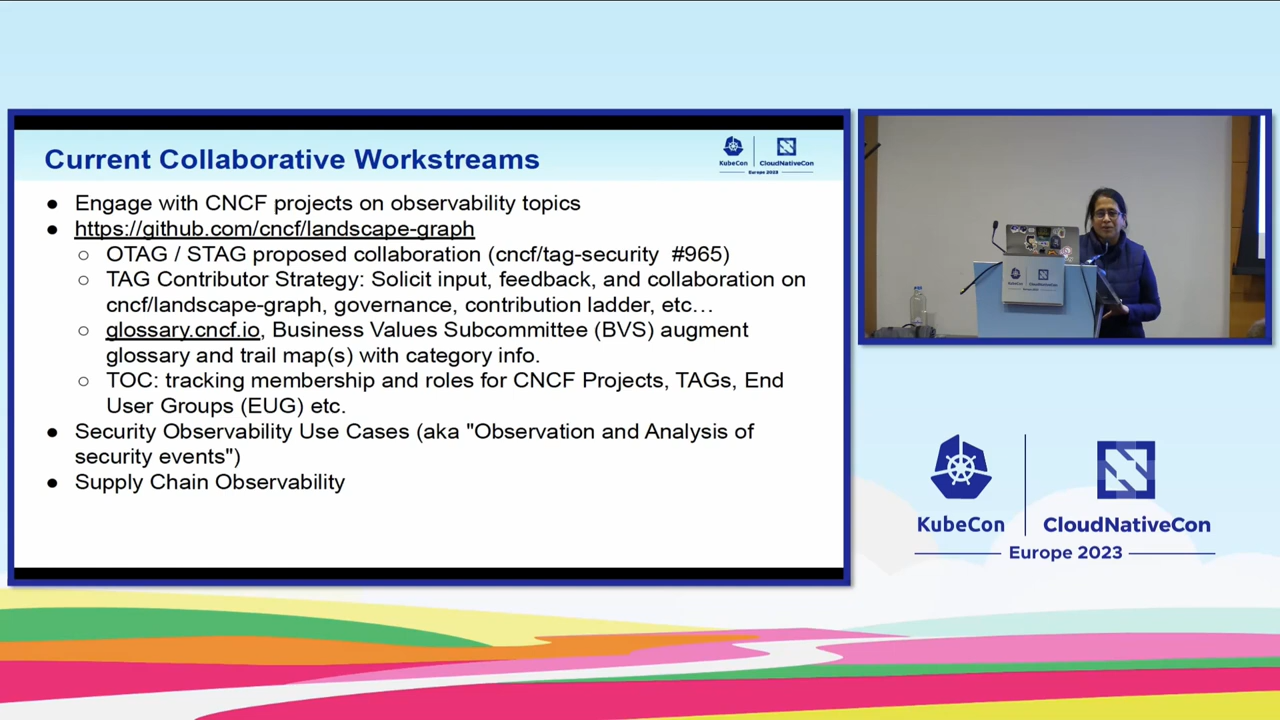 Current Collaborative Workstreams
KubeCon
CloudNativeCon
Europe 2023
● Engage with CNCF projects on observability topics
● https://github.com/cncf/landscape-graph
○ OTAG / STAG proposed collaboration (cncf/tag-security #965)
○ TAG Contributor Strategy: Solicit input, feedback, and collaboration on
cncf/landscape-graph, governance, contribution ladder, etc…
○ glossary.cncf.io, Business Values Subcommittee (BVS) augment
glossary and trail map(s) with category info.
○ TOC: tracking membership and roles for CNCF Projects, TAGs, End
User Groups (EUG) etc.
● Security Observability Use Cases (aka "Observation and Analysis of
security events")
● Supply Chain Observability
KubeCon
CloudNativeCon
Europe 2023